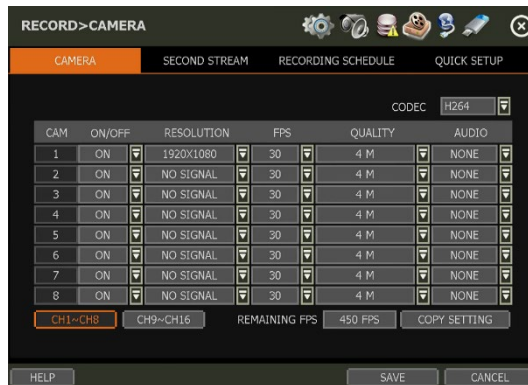 RECORD>CAMERA
CAMERA SECOND STREAM RECORDING SCHEDULE QUICK SETUP
CODEC H264
CAM ON/OFF RESOLUTION FPS QUALITY AUDIO
1 ON 1920X1080 30 4 M NONE
2 ON NO SIGNAL 30 4 M NONE
3 ON NO SIGNAL 30 4 M NONE
4 ON NO SIGNAL 30 4 M NONE
5 ON NO SIGNAL 30 4 M NONE
6 ON NO SIGNAL 30 4 M NONE
7 ON NO SIGNAL 30 4 M NONE
8 ON NO SIGNAL 30 4 M NONE
CH1~CH8 CH9~CH16 REMAINING FPS 450 FPS COPY SETTING
HELP SAVE CANCEL